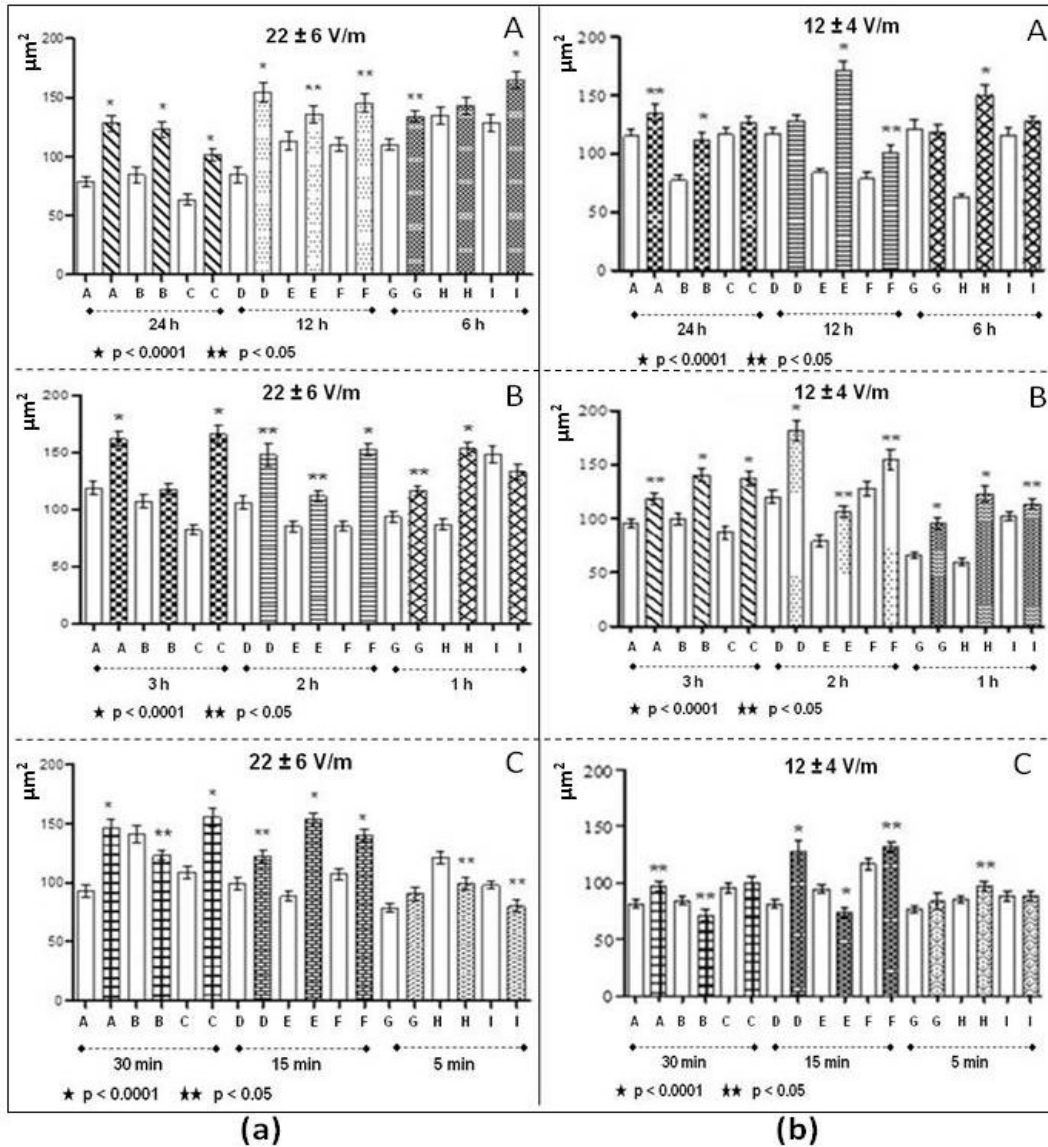 22 ± 6 V/m A
µm²
200
150
100
50
0
A A B B C C D D E E F F G G H H I I
24 h 12 h 6 h
★ p < 0.0001 ★★ p < 0.05
* * * * ** ** ** *
12 ± 4 V/m A
µm²
200
150
100
50
0
A A B B C C D D E E F F G G H H I I
24 h 12 h 6 h
★ p < 0.0001 ★★ p < 0.05
** * * ** *
22 ± 6 V/m B
µm²
200
150
100
50
0
A A B B C C D D E E F F G G H H I I
3 h 2 h 1 h
★ p < 0.0001 ★★ p < 0.05
* * ** ** * ** *
12 ± 4 V/m B
µm²
200
150
100
50
0
A A B B C C D D E E F F G G H H I I
3 h 2 h 1 h
★ p < 0.0001 ★★ p < 0.05
** * * * ** ** * * **
22 ± 6 V/m C
µm²
200
150
100
50
0
A A B B C C D D E E F F G G H H I I
30 min 15 min 5 min
★ p < 0.0001 ★★ p < 0.05
* ** * ** * * ** **
12 ± 4 V/m C
µm²
200
150
100
50
0
A A B B C C D D E E F F G G H H I I
30 min 15 min 5 min
★ p < 0.0001 ★★ p < 0.05
** ** * * ** **
(a) (b)